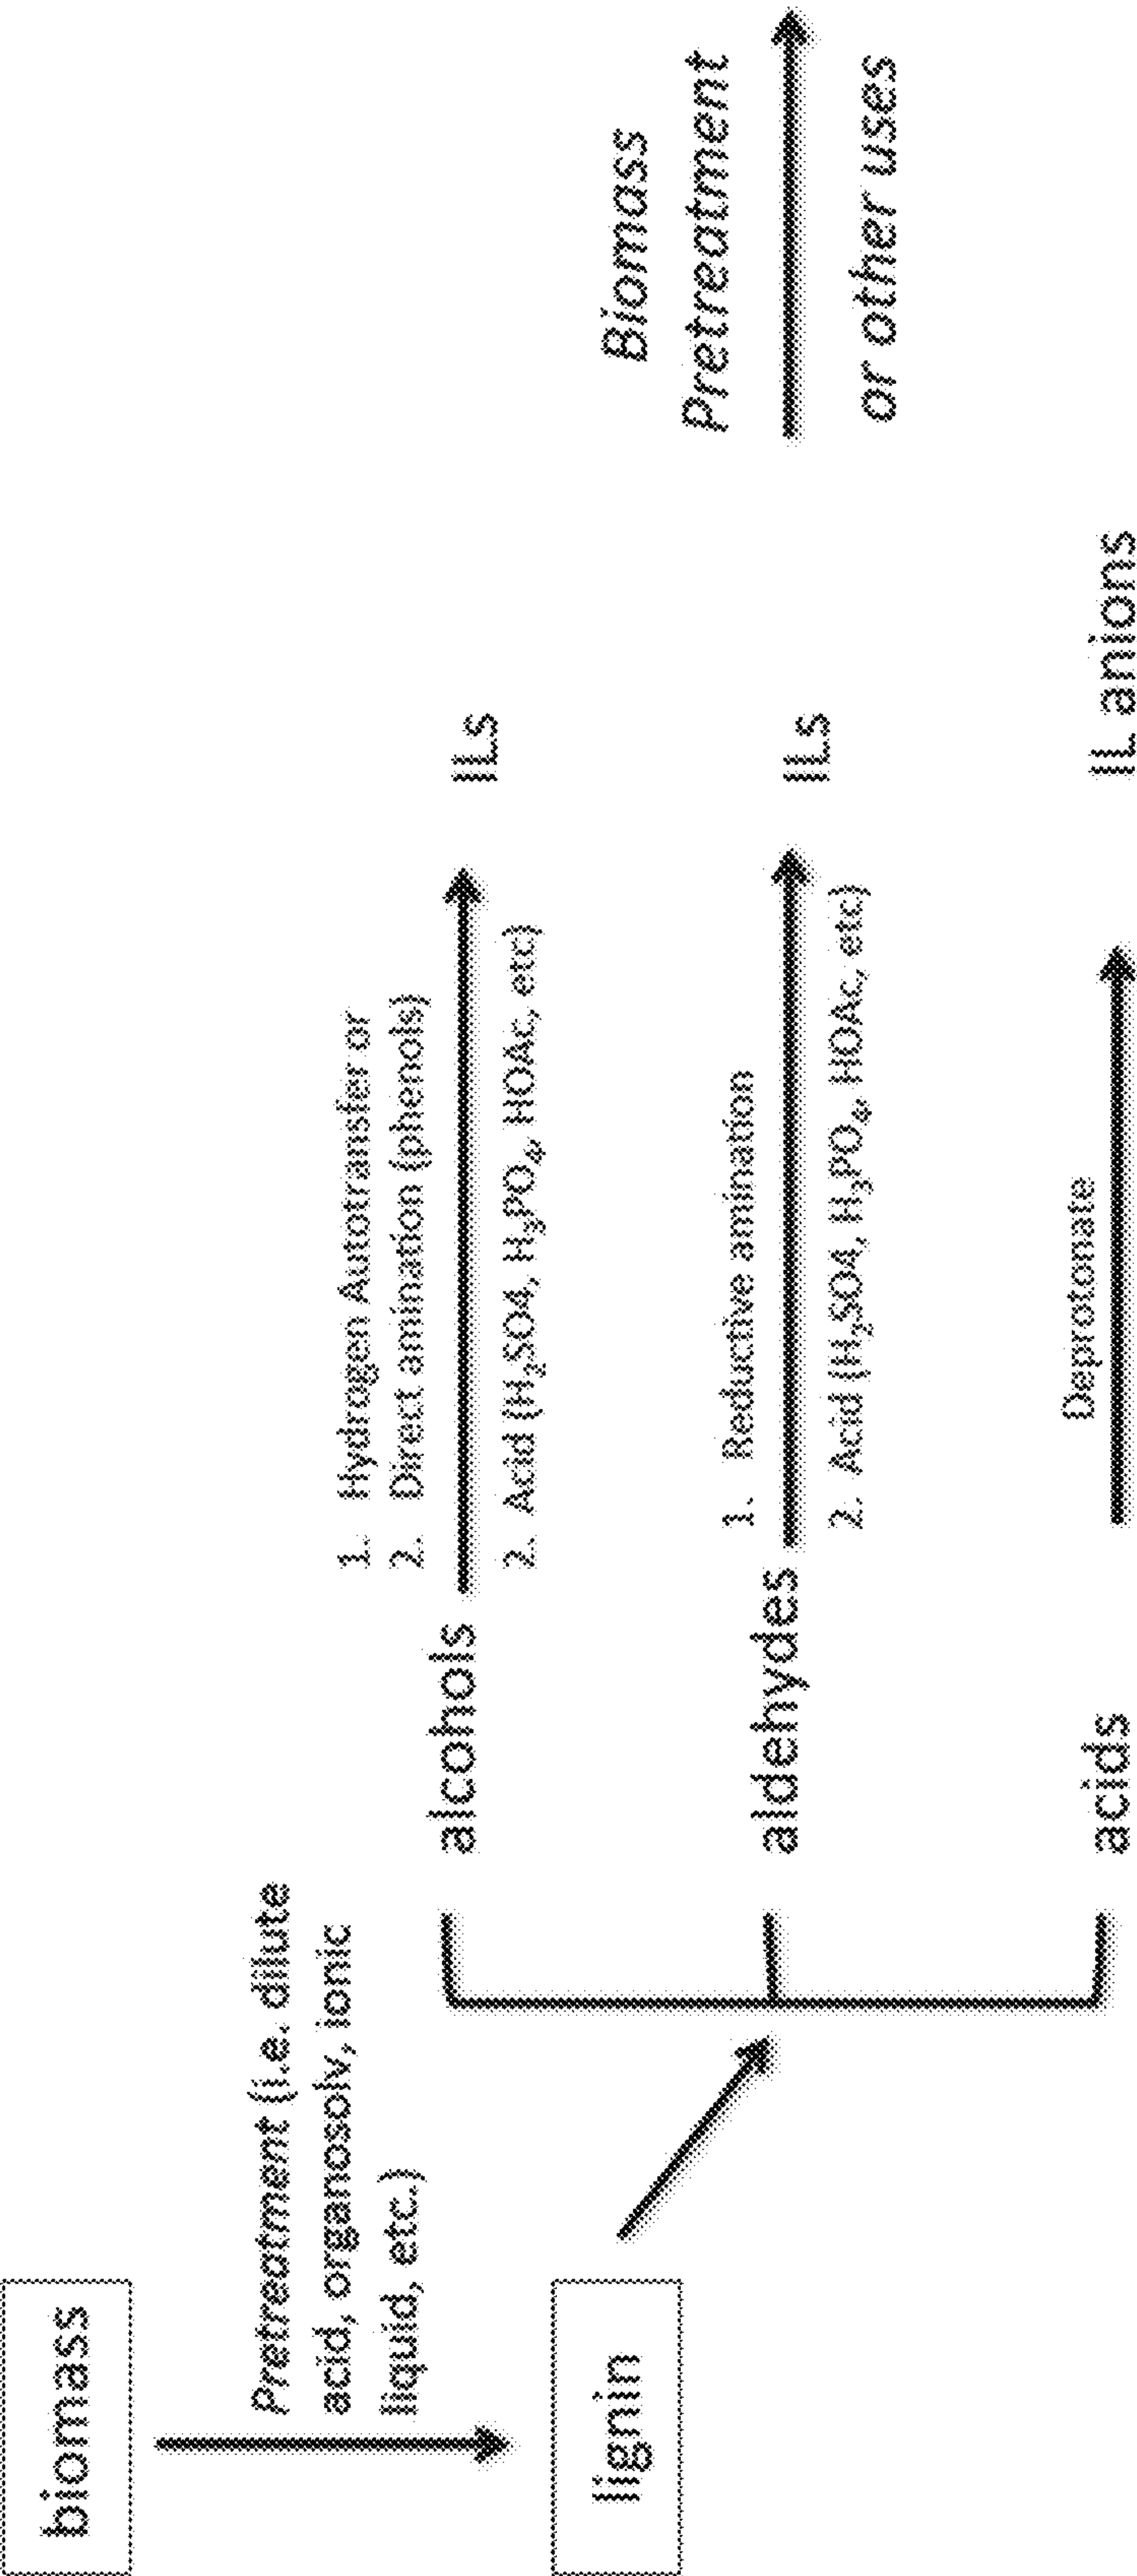 biomass
Pretreatment (i.e. dilute
acid, organosolv, ionic
liquid, etc.)
lignin
alcohols
1. Hydrogen Autotransfer or
2. Direct amination (phenols)
2. Acid (H₂SO4, H₃PO₄, HOAc, etc)
ILs
aldehydes
1. Reductive amination
2. Acid (H₂SO4, H₃PO₄, HOAc, etc)
ILs
acids
Deprotonate
IL anions
Biomass
Pretreatment
or other uses